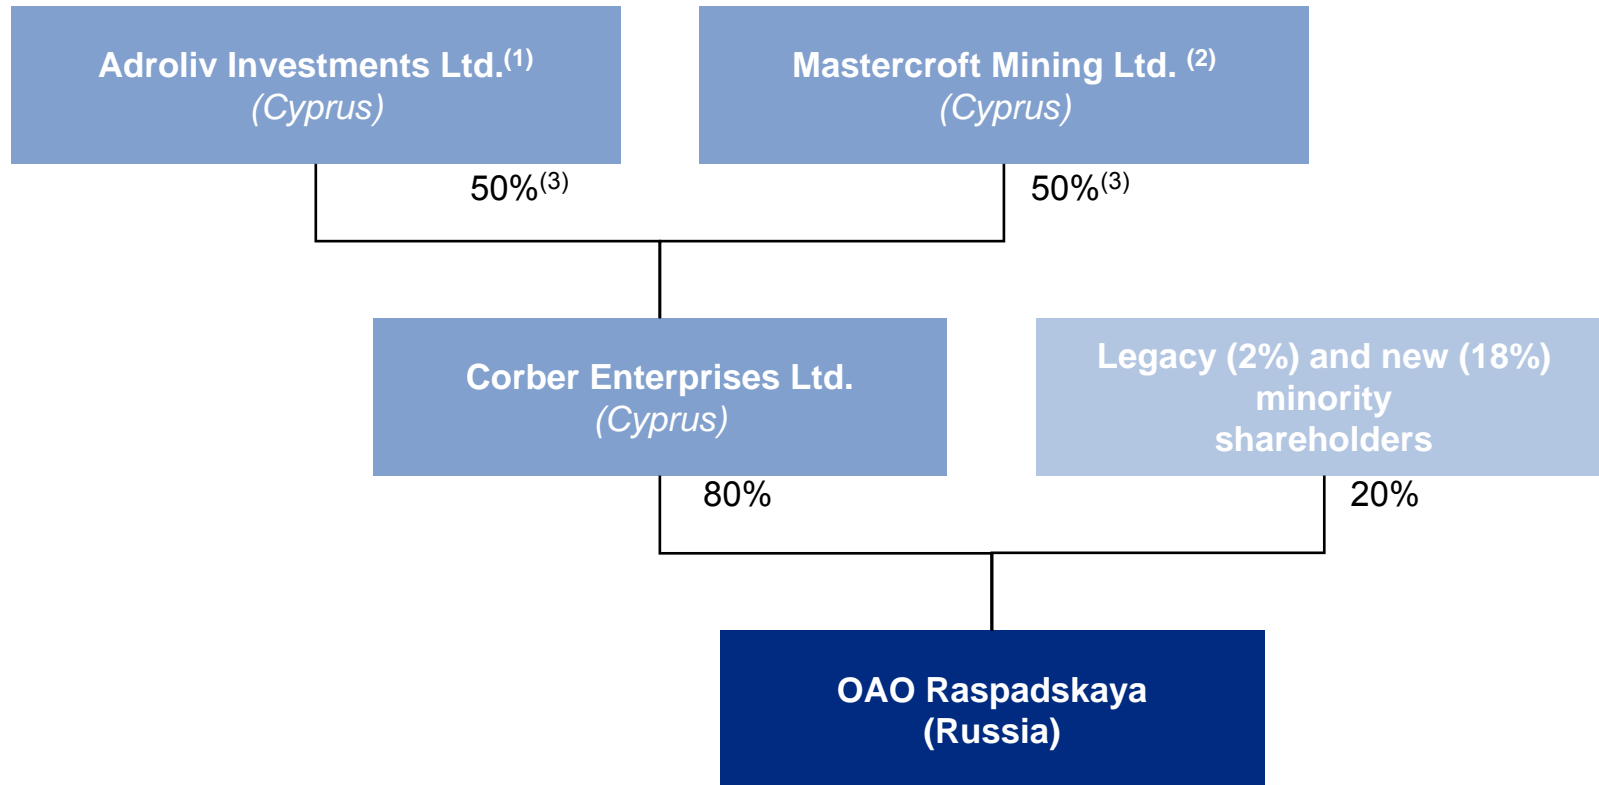 Adroliv Investments Ltd.(1)
(Cyprus)
Mastercroft Mining Ltd. (2)
(Cyprus)
50%(3)
50%(3)
Corber Enterprises Ltd.
(Cyprus)
Legacy (2%) and new (18%)
minority
shareholders
80%
20%
OAO Raspadskaya
(Russia)